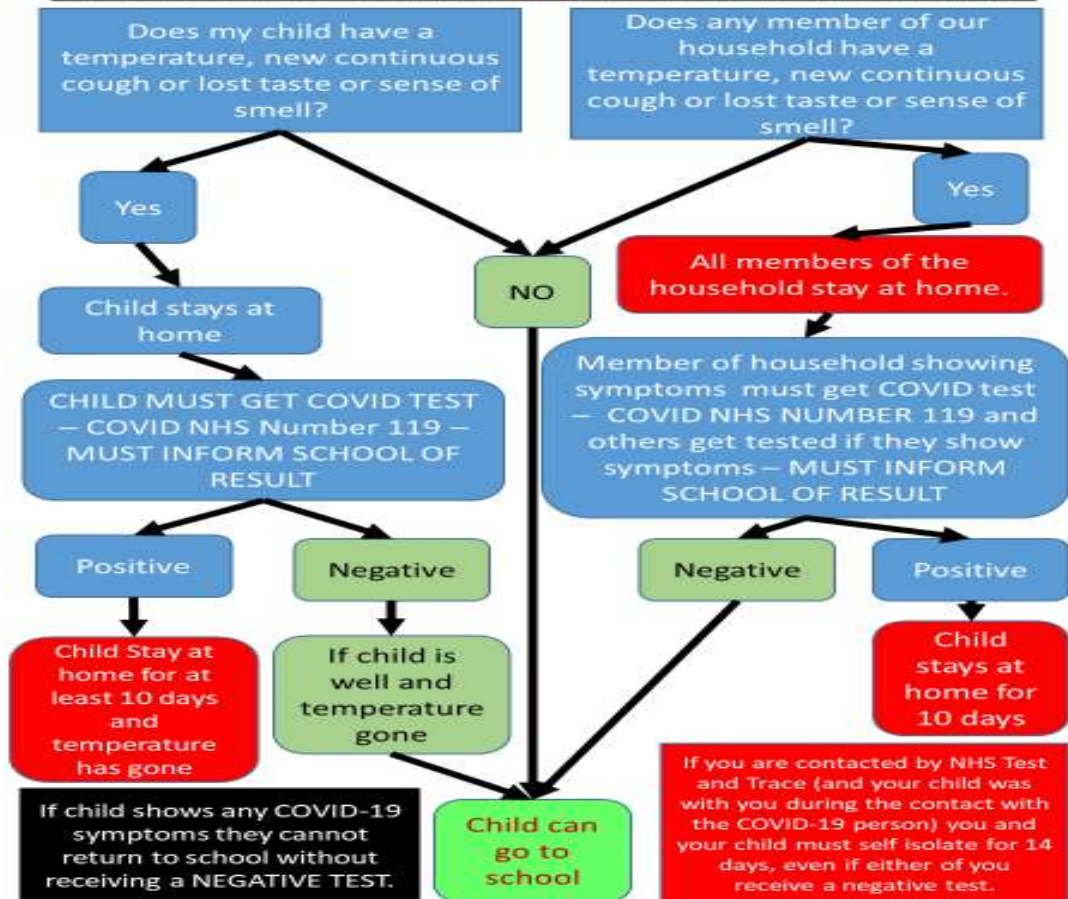 Does my child have a
temperature, new continuous
cough or lost taste or sense of
smell?
Does any member of our
household have a
temperature, new continuous
cough or lost taste or sense of
smell?
Yes
Yes
NO
All members of the
household stay at home.
Child stays at
home
Member of household showing
symptoms must get COVID test
– COVID NHS NUMBER 119 and
others get tested if they show
symptoms – MUST INFORM
SCHOOL OF RESULT
CHILD MUST GET COVID TEST
– COVID NHS Number 119 –
MUST INFORM SCHOOL OF
RESULT
Positive
Negative
Negative
Positive
Child Stay at
home for at
least 10 days
and
temperature
has gone
If child is
well and
temperature
gone
Child
stays at
home for
10 days
If child shows any COVID-19
symptoms they cannot
return to school without
receiving a NEGATIVE TEST.
Child can
go to
school
If you are contacted by NHS Test
and Trace (and your child was
with you during the contact with
the COVID-19 person) you and
your child must self isolate for 14
days, even if either of you
receive a negative test.